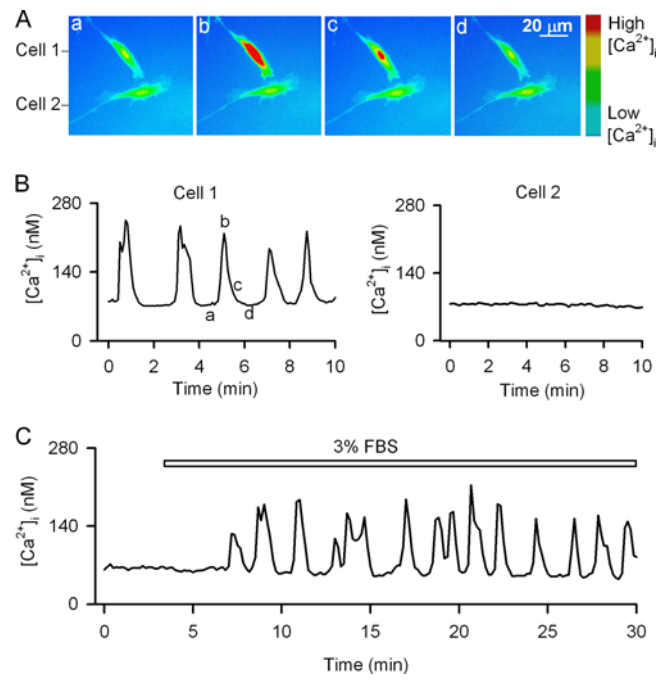 A
a
b
c
d
20 µm
High
[Ca²⁺]ᵢ
Cell 1
Cell 2
Low
[Ca²⁺]ᵢ
B
Cell 1
Cell 2
280
140
0
[Ca²⁺]ᵢ (nM)
a
b
c
d
0 2 4 6 8 10
Time (min)
280
140
0
[Ca²⁺]ᵢ (nM)
0 2 4 6 8 10
Time (min)
C
3% FBS
280
140
0
[Ca²⁺]ᵢ (nM)
0 5 10 15 20 25 30
Time (min)